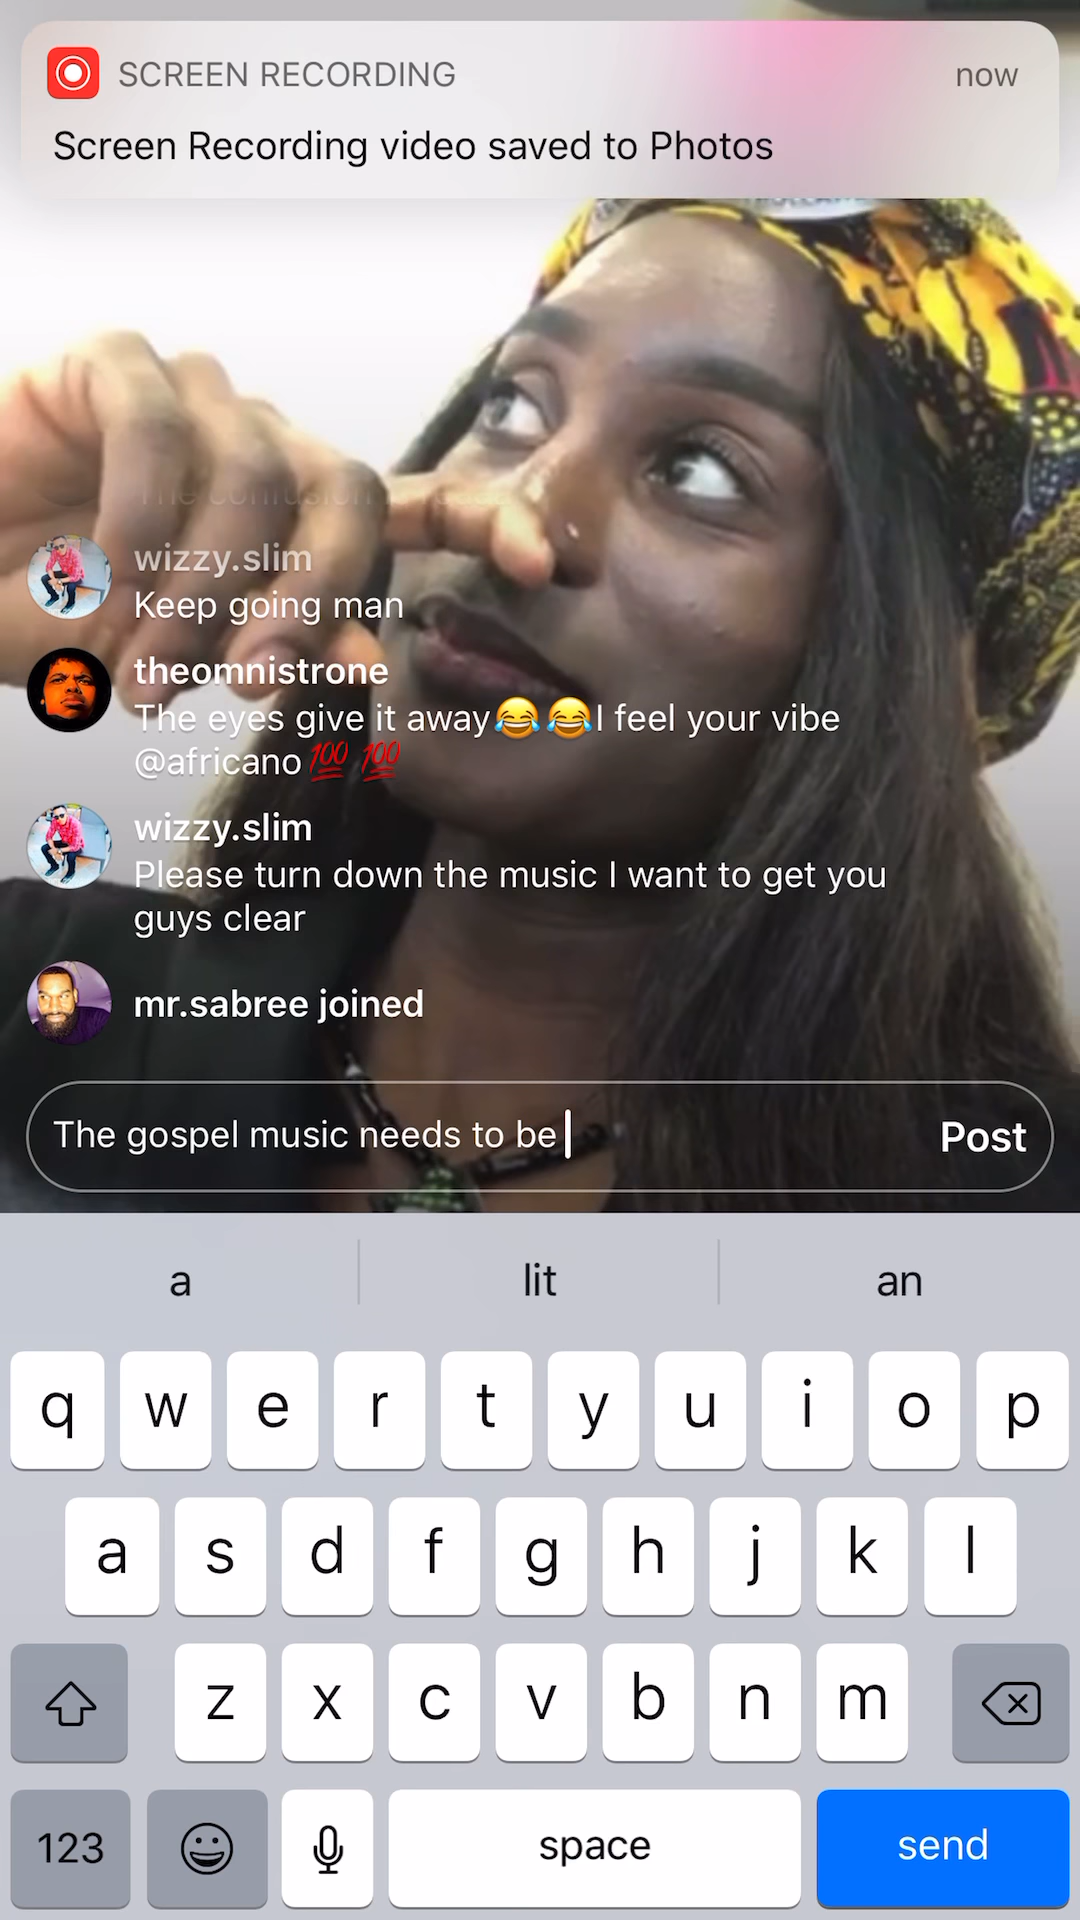 SCREEN RECORDING
now
Screen Recording video saved to Photos
The confusion
wizzy.slim
Keep going man
theomnistrone
The eyes give it away😂😂I feel your vibe
@africano💯💯
wizzy.slim
Please turn down the music I want to get you
guys clear
mr.sabree joined
The gospel music needs to be
Post
a
lit
an
q w e r t y u i o p
a s d f g h j k l
z x c v b n m
123
space
send